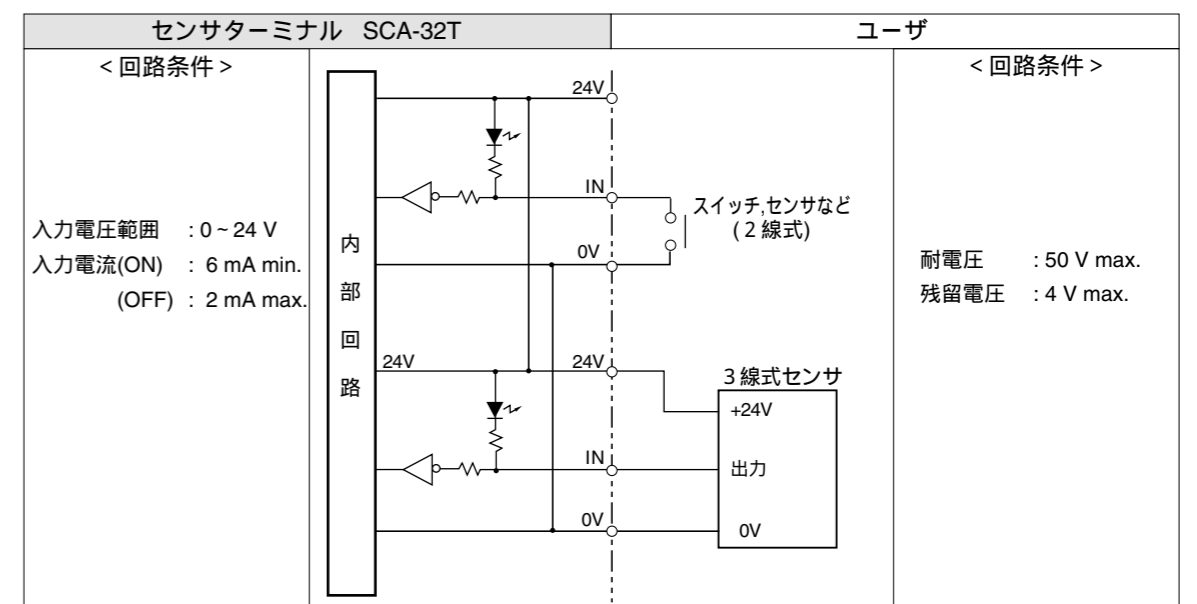 センサターミナル SCA-32T
ユーザ
<回路条件>
入力電圧範囲 : 0 ~ 24 V
入力電流(ON) : 6 mA min.
(OFF) : 2 mA max.
内部回路
24V
IN
0V
スイッチ,センサなど
(2線式)
24V
24V
IN
0V
3線式センサ
+24V
出力
0V
<回路条件>
耐電圧 : 50 V max.
残留電圧 : 4 V max.